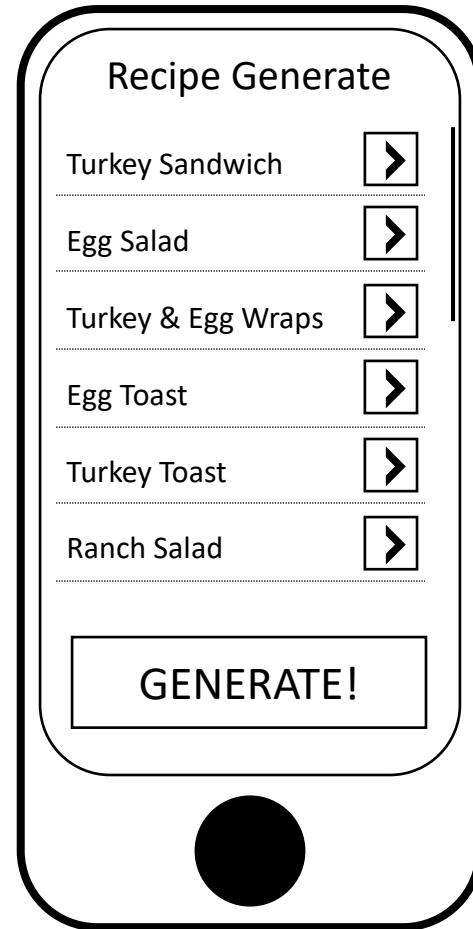 Recipe Generate
Turkey Sandwich
Egg Salad
Turkey & Egg Wraps
Egg Toast
Turkey Toast
Ranch Salad
GENERATE!